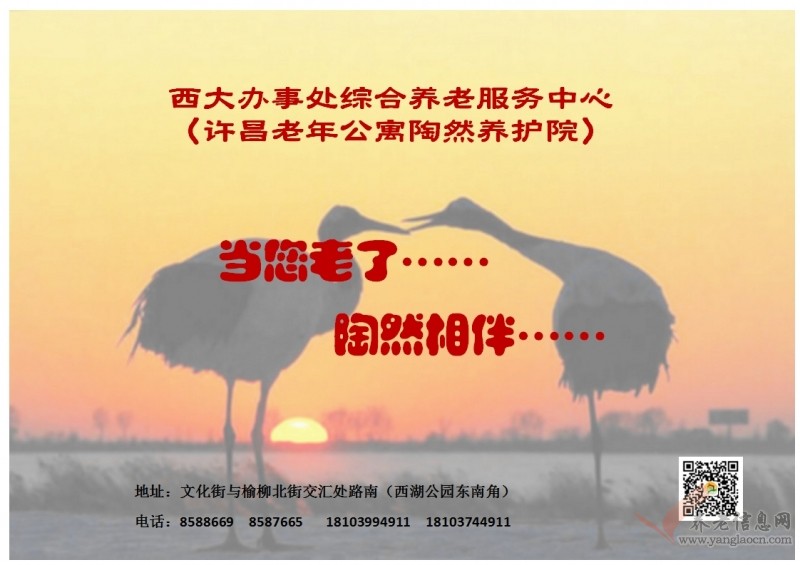 西大办事处综合养老服务中心
（许昌老年公寓陶然养护院）
当您老了……
陶然相伴……
地址：文化街与榆柳北街交汇处路南（西湖公园东南角）
电话：8588669 8587665 18103994911 18103744911
养老信息网
www.yanglaocn.com